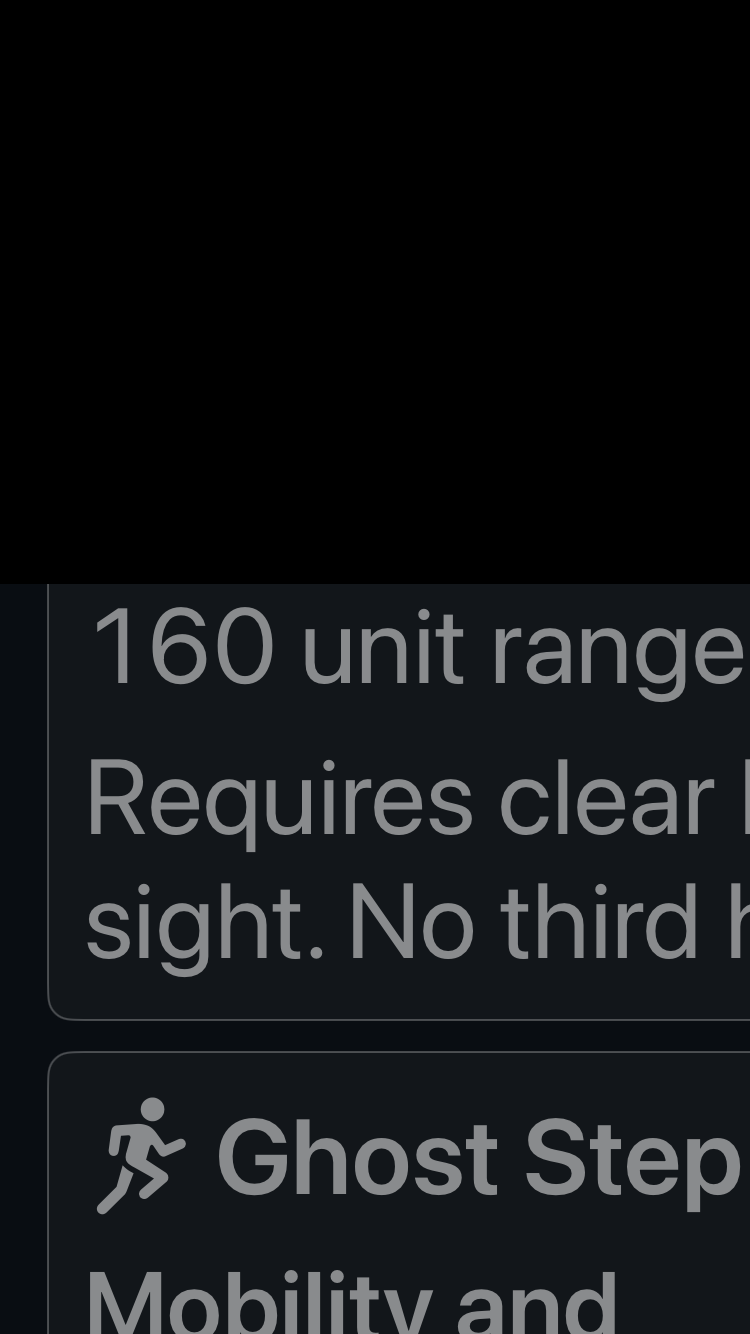 160 unit range
Requires clear
sight. No third
Ghost Step
Mobility and